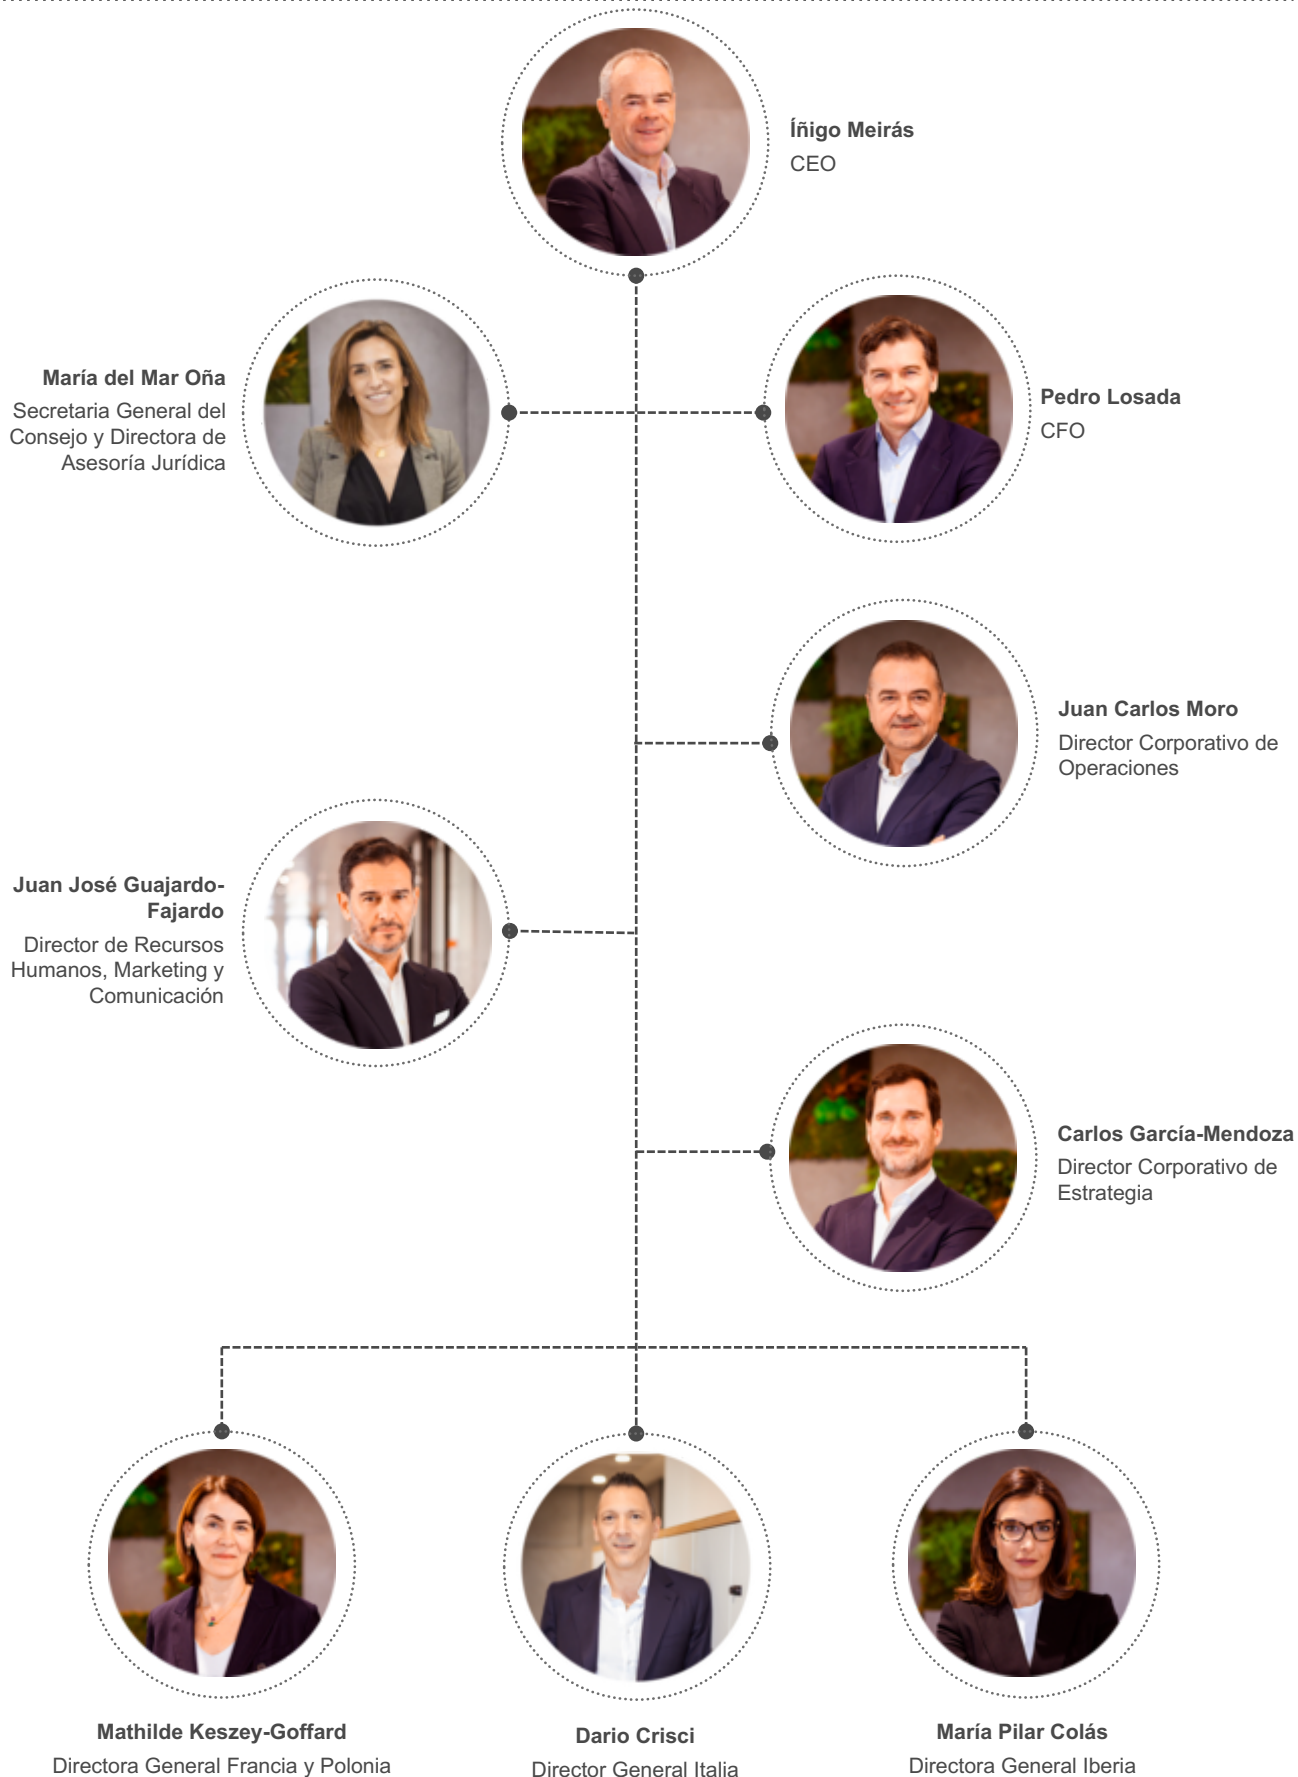 Íñigo Meirás
CEO
María del Mar Oña
Secretaria General del
Consejo y Directora de
Asesoría Jurídica
Pedro Losada
CFO
Juan Carlos Moro
Director Corporativo de
Operaciones
Juan José Guajardo-
Fajardo
Director de Recursos
Humanos, Marketing y
Comunicación
Carlos García-Mendoza
Director Corporativo de
Estrategia
Mathilde Keszey-Goffard
Directora General Francia y Polonia
Dario Crisci
Director General Italia
María Pilar Colás
Directora General Iberia